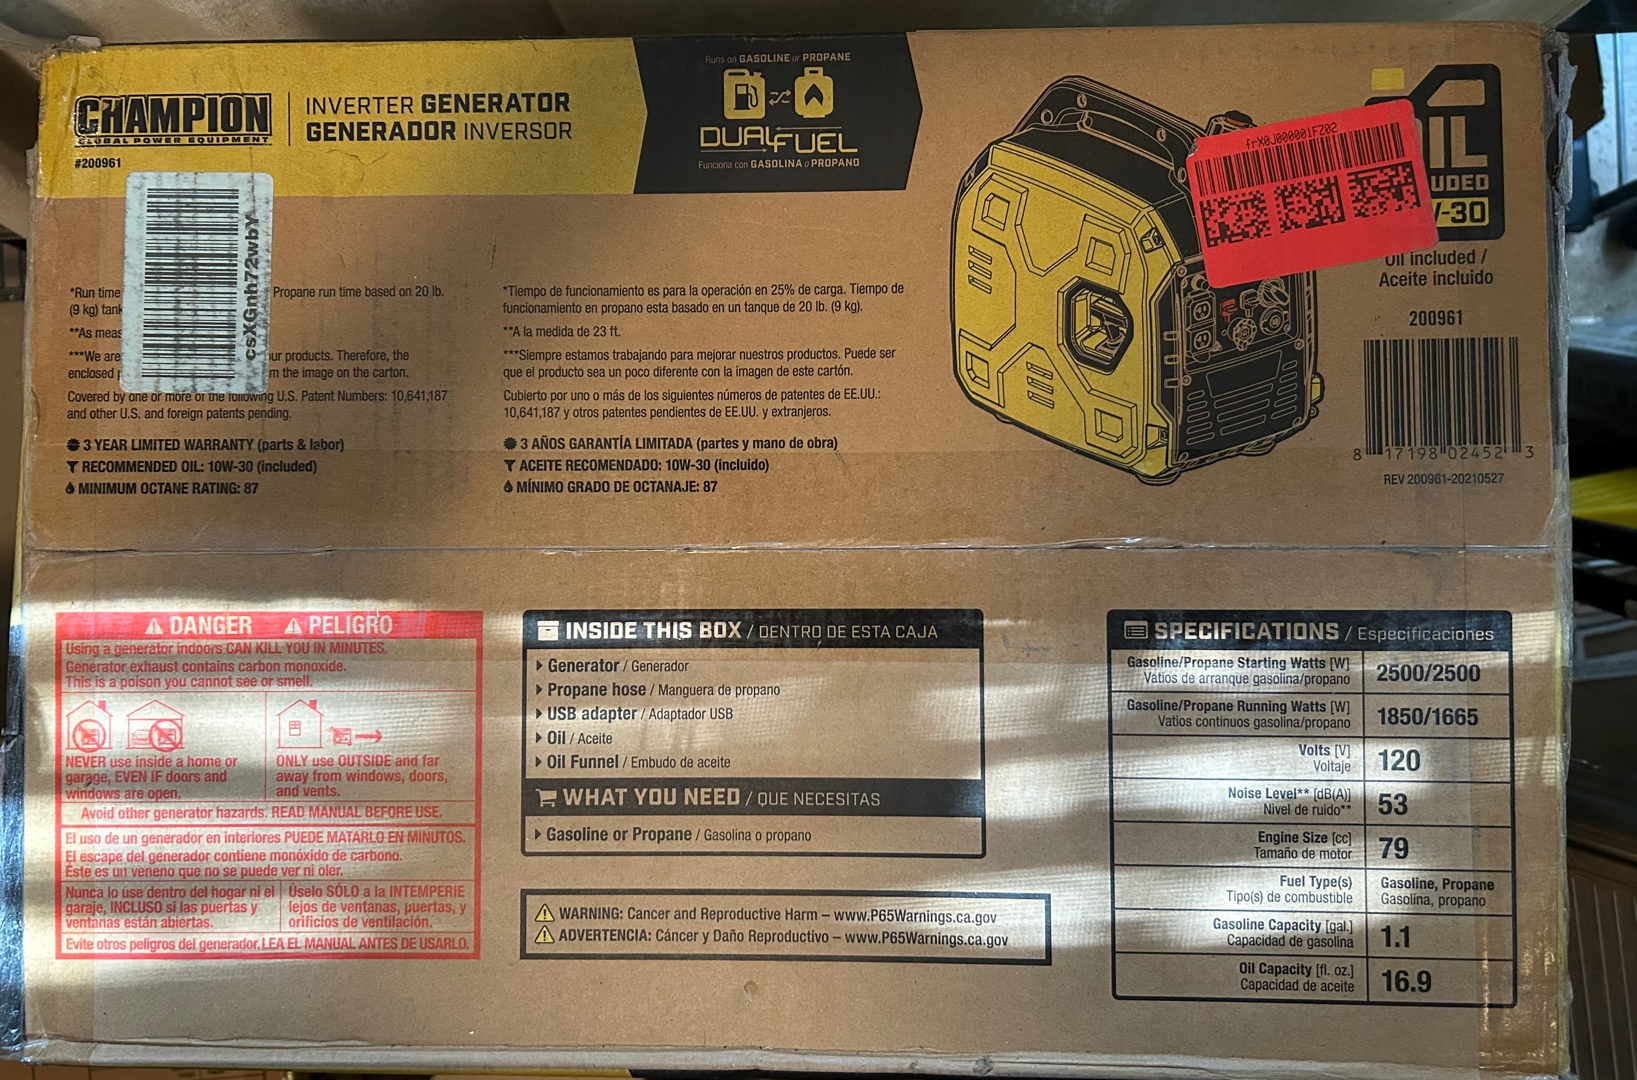 CHAMPION
GLOBAL POWER EQUIPMENT
#200961
INVERTER GENERATOR
GENERADOR INVERSOR
Runs on GASOLINE or PROPANE
DUAL FUEL
Funciona con GASOLINA o PROPANO
csXGnh72wbY
*Run time Propane run time based on 20 lb.
(9 kg) tank
**As meas
***We are our products. Therefore, the
enclosed p m the image on the carton.
Covered by one or more of the following U.S. Patent Numbers: 10,641,187
and other U.S. and foreign patents pending.
3 YEAR LIMITED WARRANTY (parts & labor)
RECOMMENDED OIL: 10W-30 (included)
MINIMUM OCTANE RATING: 87
*Tiempo de funcionamiento es para la operación en 25% de carga. Tiempo de
funcionamiento en propano esta basado en un tanque de 20 lb. (9 kg).
**A la medida de 23 ft.
***Siempre estamos trabajando para mejorar nuestros productos. Puede ser
que el producto sea un poco diferente con la imagen de este cartón.
Cubierto por uno o más de los siguientes números de patentes de EE.UU.:
10,641,187 y otros patentes pendientes de EE.UU. y extranjeros.
3 AÑOS GARANTÍA LIMITADA (partes y mano de obra)
ACEITE RECOMENDADO: 10W-30 (incluido)
MÍNIMO GRADO DE OCTANAJE: 87
frX0J000001FZ02
IL
UDED
-30
Oil included /
Aceite incluido
200961
8 17198 02452 3
REV 200961-20210527
DANGER PELIGRO
Using a generator indoors CAN KILL YOU IN MINUTES.
Generator exhaust contains carbon monoxide.
This is a poison you cannot see or smell.
NEVER use inside a home or
garage, EVEN IF doors and
windows are open.
ONLY use OUTSIDE and far
away from windows, doors,
and vents.
Avoid other generator hazards. READ MANUAL BEFORE USE.
El uso de un generador en interiores PUEDE MATARLO EN MINUTOS.
El escape del generador contiene monóxido de carbono.
Éste es un veneno que no se puede ver ni oler.
Nunca lo use dentro del hogar ni el
garaje, INCLUSO si las puertas y
ventanas están abiertas.
Úselo SÓLO a la INTEMPERIE
lejos de ventanas, puertas, y
orificios de ventilación.
Evite otros peligros del generador. LEA EL MANUAL ANTES DE USARLO.
INSIDE THIS BOX / DENTRO DE ESTA CAJA
Generator / Generador
Propane hose / Manguera de propano
USB adapter / Adaptador USB
Oil / Aceite
Oil Funnel / Embudo de aceite
WHAT YOU NEED / QUE NECESITAS
Gasoline or Propane / Gasolina o propano
WARNING: Cancer and Reproductive Harm – www.P65Warnings.ca.gov
ADVERTENCIA: Cáncer y Daño Reproductivo – www.P65Warnings.ca.gov
SPECIFICATIONS / Especificaciones
Gasoline/Propane Starting Watts [W]
Vatios de arranque gasolina/propano
2500/2500
Gasoline/Propane Running Watts [W]
Vatios continuos gasolina/propano
1850/1665
Volts [V]
Voltaje
120
Noise Level** [dB(A)]
Nivel de ruido**
53
Engine Size [cc]
Tamaño de motor
79
Fuel Type(s)
Tipo(s) de combustible
Gasoline, Propane
Gasolina, propano
Gasoline Capacity [gal.]
Capacidad de gasolina
1.1
Oil Capacity [fl. oz.]
Capacidad de aceite
16.9